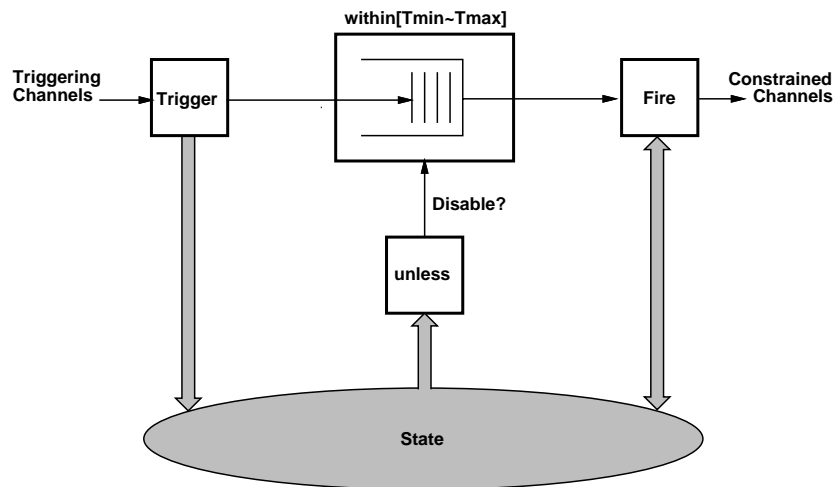 within[Tmin~Tmax]
Triggering
Channels
Trigger
Fire
Constrained
Channels
Disable?
unless
State